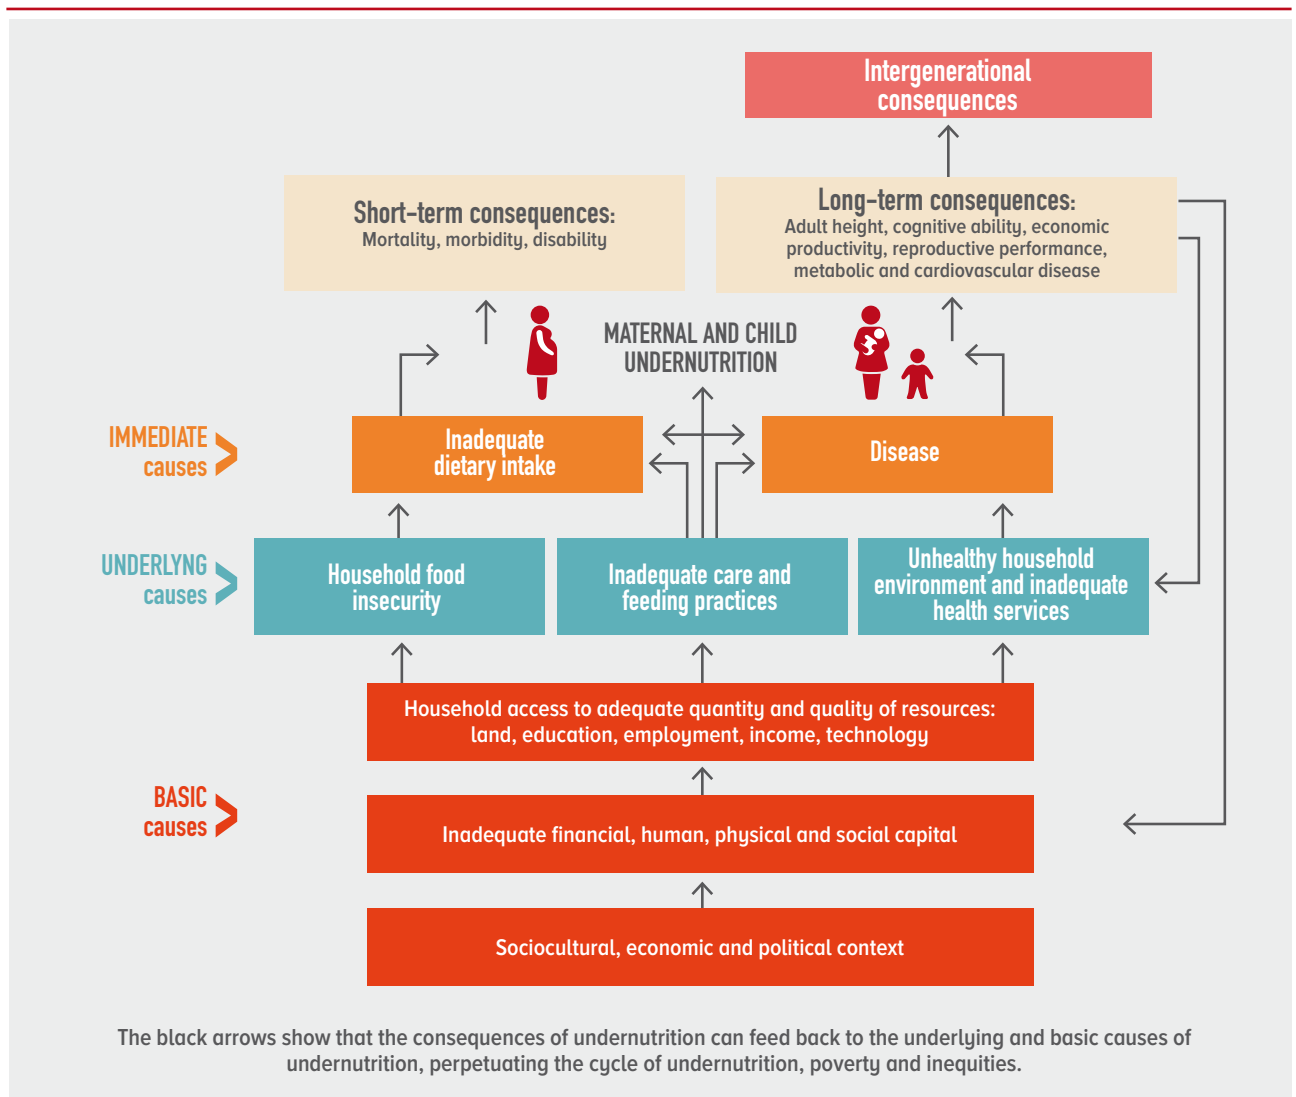 Intergenerational
consequences
Short-term consequences:
Mortality, morbidity, disability
Long-term consequences:
Adult height, cognitive ability, economic
productivity, reproductive performance,
metabolic and cardiovascular disease
MATERNAL AND CHILD
UNDERNUTRITION
IMMEDIATE
causes
Inadequate
dietary intake
Disease
UNDERLYNG
causes
Household food
insecurity
Inadequate care and
feeding practices
Unhealthy household
environment and inadequate
health services
Household access to adequate quantity and quality of resources:
land, education, employment, income, technology
BASIC
causes
Inadequate financial, human, physical and social capital
Sociocultural, economic and political context
The black arrows show that the consequences of undernutrition can feed back to the underlying and basic causes of
undernutrition, perpetuating the cycle of undernutrition, poverty and inequities.